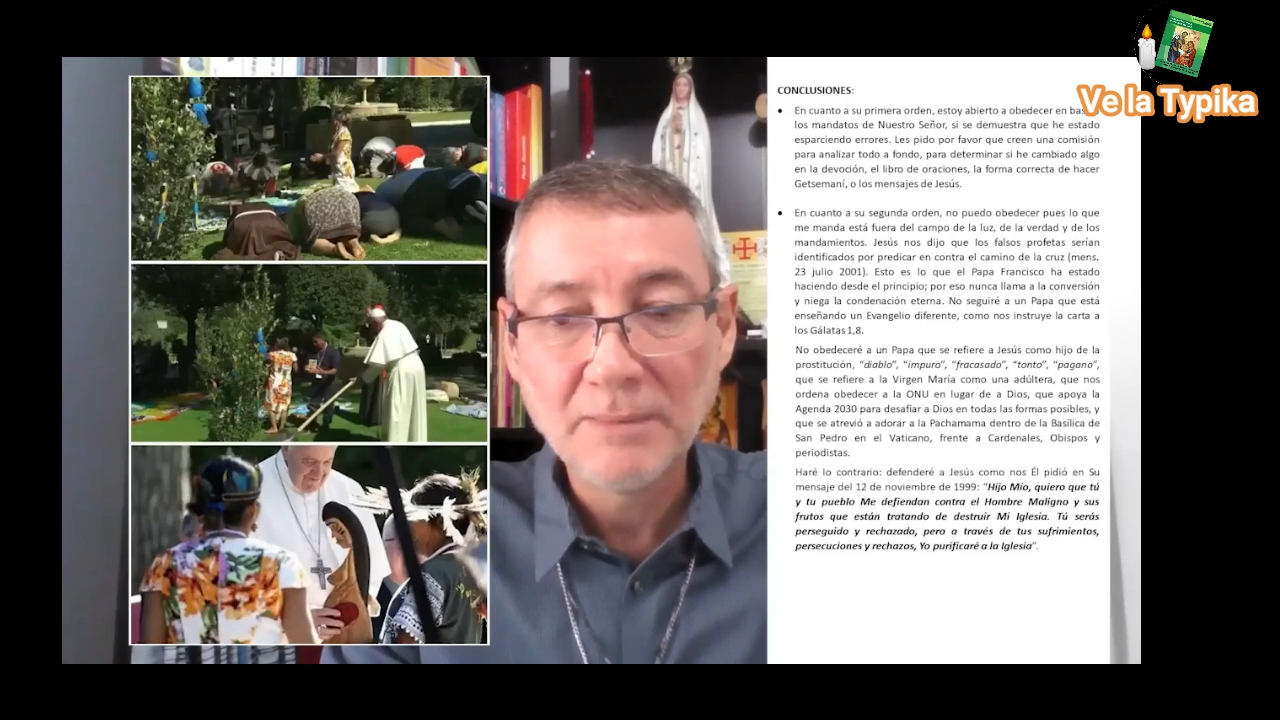 Ve la Typika
CONCLUSIONES:
• En cuanto a su primera orden, estoy abierto a obedecer en bas
los mandatos de Nuestro Señor, si se demuestra que he estado
esparciendo errores. Les pido por favor que creen una comisión
para analizar todo a fondo, para determinar si he cambiado algo
en la devoción, el libro de oraciones, la forma correcta de hacer
Getsemaní, o los mensajes de Jesús.
• En cuanto a su segunda orden, no puedo obedecer pues lo que
me manda está fuera del campo de la luz, de la verdad y de los
mandamientos. Jesús nos dijo que los falsos profetas serían
identificados por predicar en contra el camino de la cruz (mens.
23 julio 2001). Esto es lo que el Papa Francisco ha estado
haciendo desde el principio; por eso nunca llama a la conversión
y niega la condenación eterna. No seguiré a un Papa que está
enseñando un Evangelio diferente, como nos instruye la carta a
los Gálatas 1,8.
No obedeceré a un Papa que se refiere a Jesús como hijo de la
prostitución, “diablo”, “impuro”, “fracasado”, “tonto”, “pagano”,
que se refiere a la Virgen María como una adúltera, que nos
ordena obedecer a la ONU en lugar de a Dios, que apoya la
Agenda 2030 para desafiar a Dios en todas las formas posibles, y
que se atrevió a adorar a la Pachamama dentro de la Basílica de
San Pedro en el Vaticano, frente a Cardenales, Obispos y
periodistas.
Haré lo contrario: defenderé a Jesús como nos Él pidió en Su
mensaje del 12 de noviembre de 1999: "Hijo Mío, quiero que tú
y tu pueblo Me defiendan contra el Hombre Maligno y sus
frutos que están tratando de destruir Mi Iglesia. Tú serás
perseguido y rechazado, pero a través de tus sufrimientos,
persecuciones y rechazos, Yo purificaré a la Iglesia".